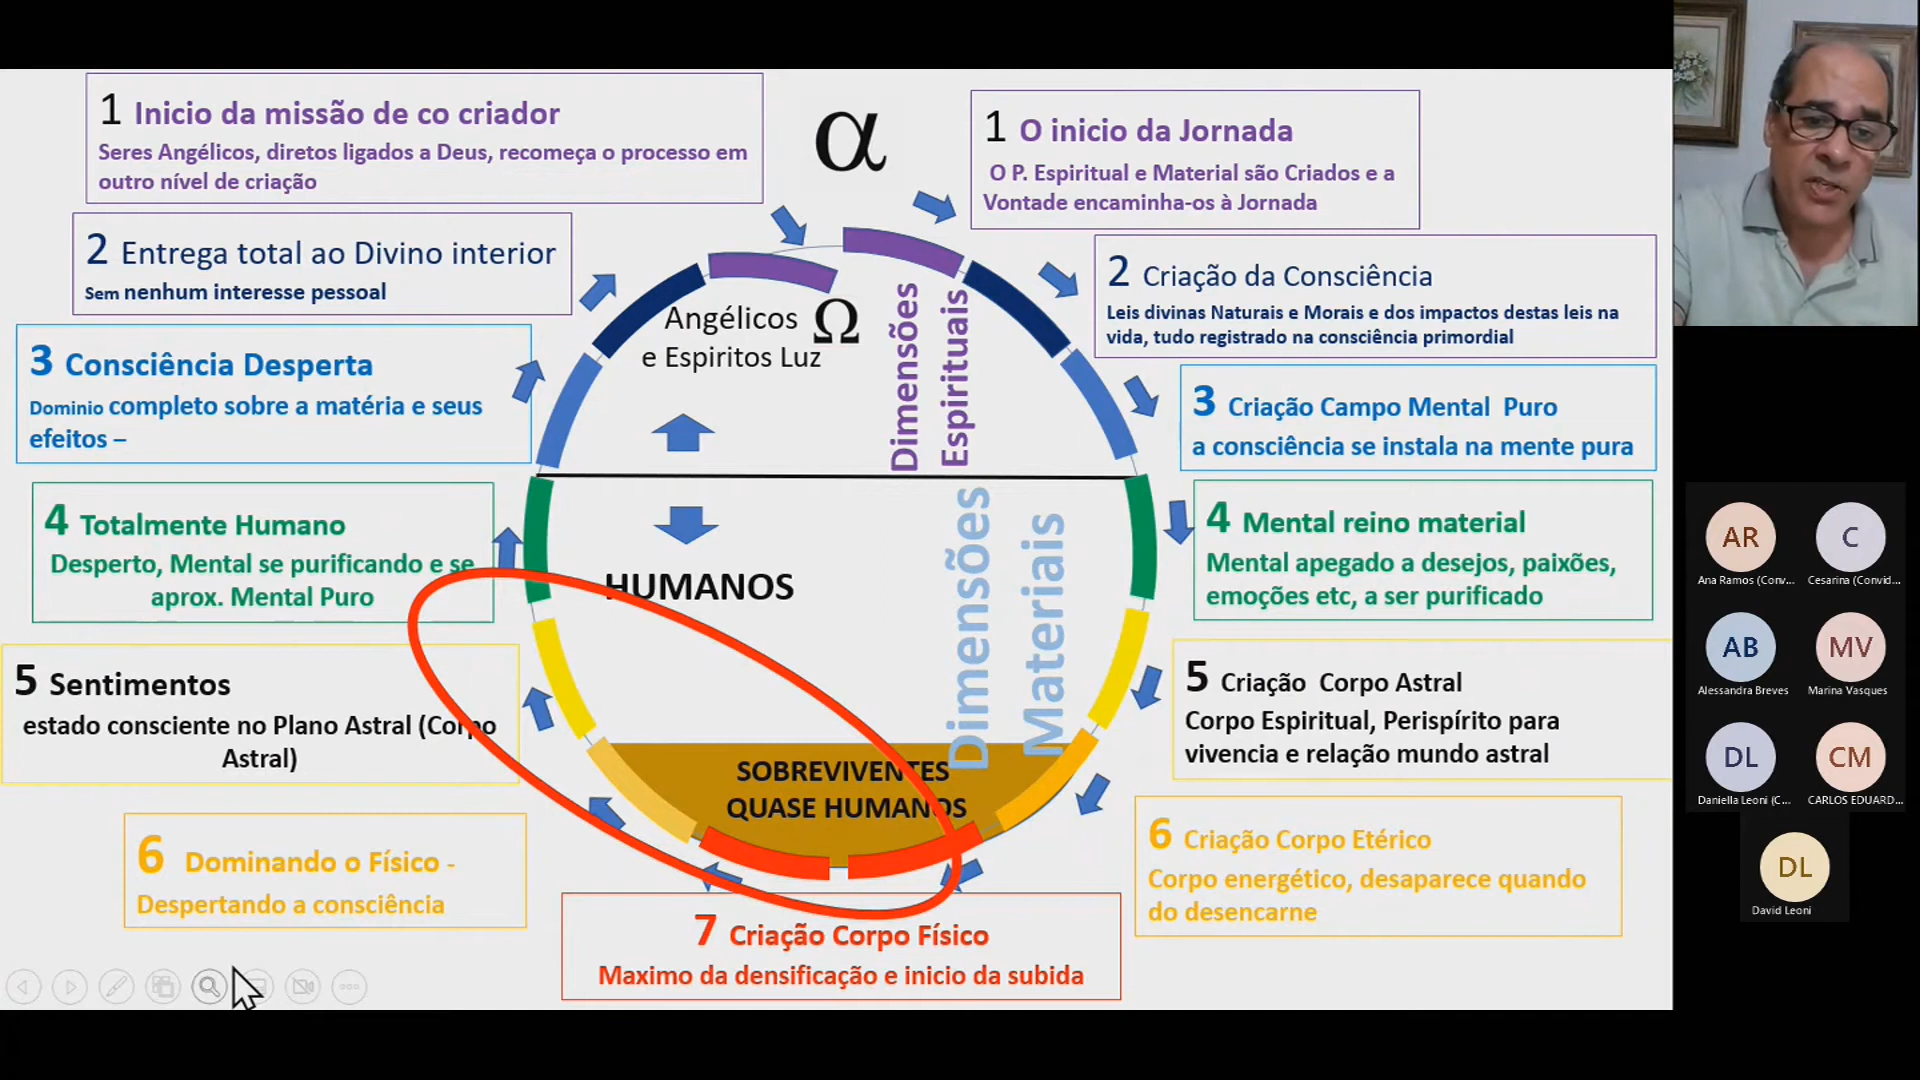 1 Inicio da missão de co criador
Seres Angélicos, diretos ligados a Deus, recomeça o processo em
outro nível de criação
2 Entrega total ao Divino interior
Sem nenhum interesse pessoal
3 Consciência Desperta
Dominio completo sobre a matéria e seus
efeitos –
4 Totalmente Humano
Desperto, Mental se purificando e se
aprox. Mental Puro
5 Sentimentos
estado consciente no Plano Astral (Corpo
Astral)
6 Dominando o Físico -
Despertando a consciência
α
Angélicos
e Espiritos Luz
Ω
Dimensões
Espirituais
HUMANOS
Dimensões
Materiais
SOBREVIVENTES
QUASE HUMANOS
7 Criação Corpo Físico
Maximo da densificação e inicio da subida
1 O inicio da Jornada
O P. Espiritual e Material são Criados e a
Vontade encaminha-os à Jornada
2 Criação da Consciência
Leis divinas Naturais e Morais e dos impactos destas leis na
vida, tudo registrado na consciência primordial
3 Criação Campo Mental Puro
a consciência se instala na mente pura
4 Mental reino material
Mental apegado a desejos, paixões,
emoções etc, a ser purificado
5 Criação Corpo Astral
Corpo Espiritual, Perispírito para
vivencia e relação mundo astral
6 Criação Corpo Etérico
Corpo energético, desaparece quando
do desencarne
AR
Ana Ramos (Conv...
C
Cesarina (Convid...
AB
Alessandra Breves
MV
Marina Vasques
DL
Daniella Leoni (C...
CM
CARLOS EDUARD...
DL
David Leoni